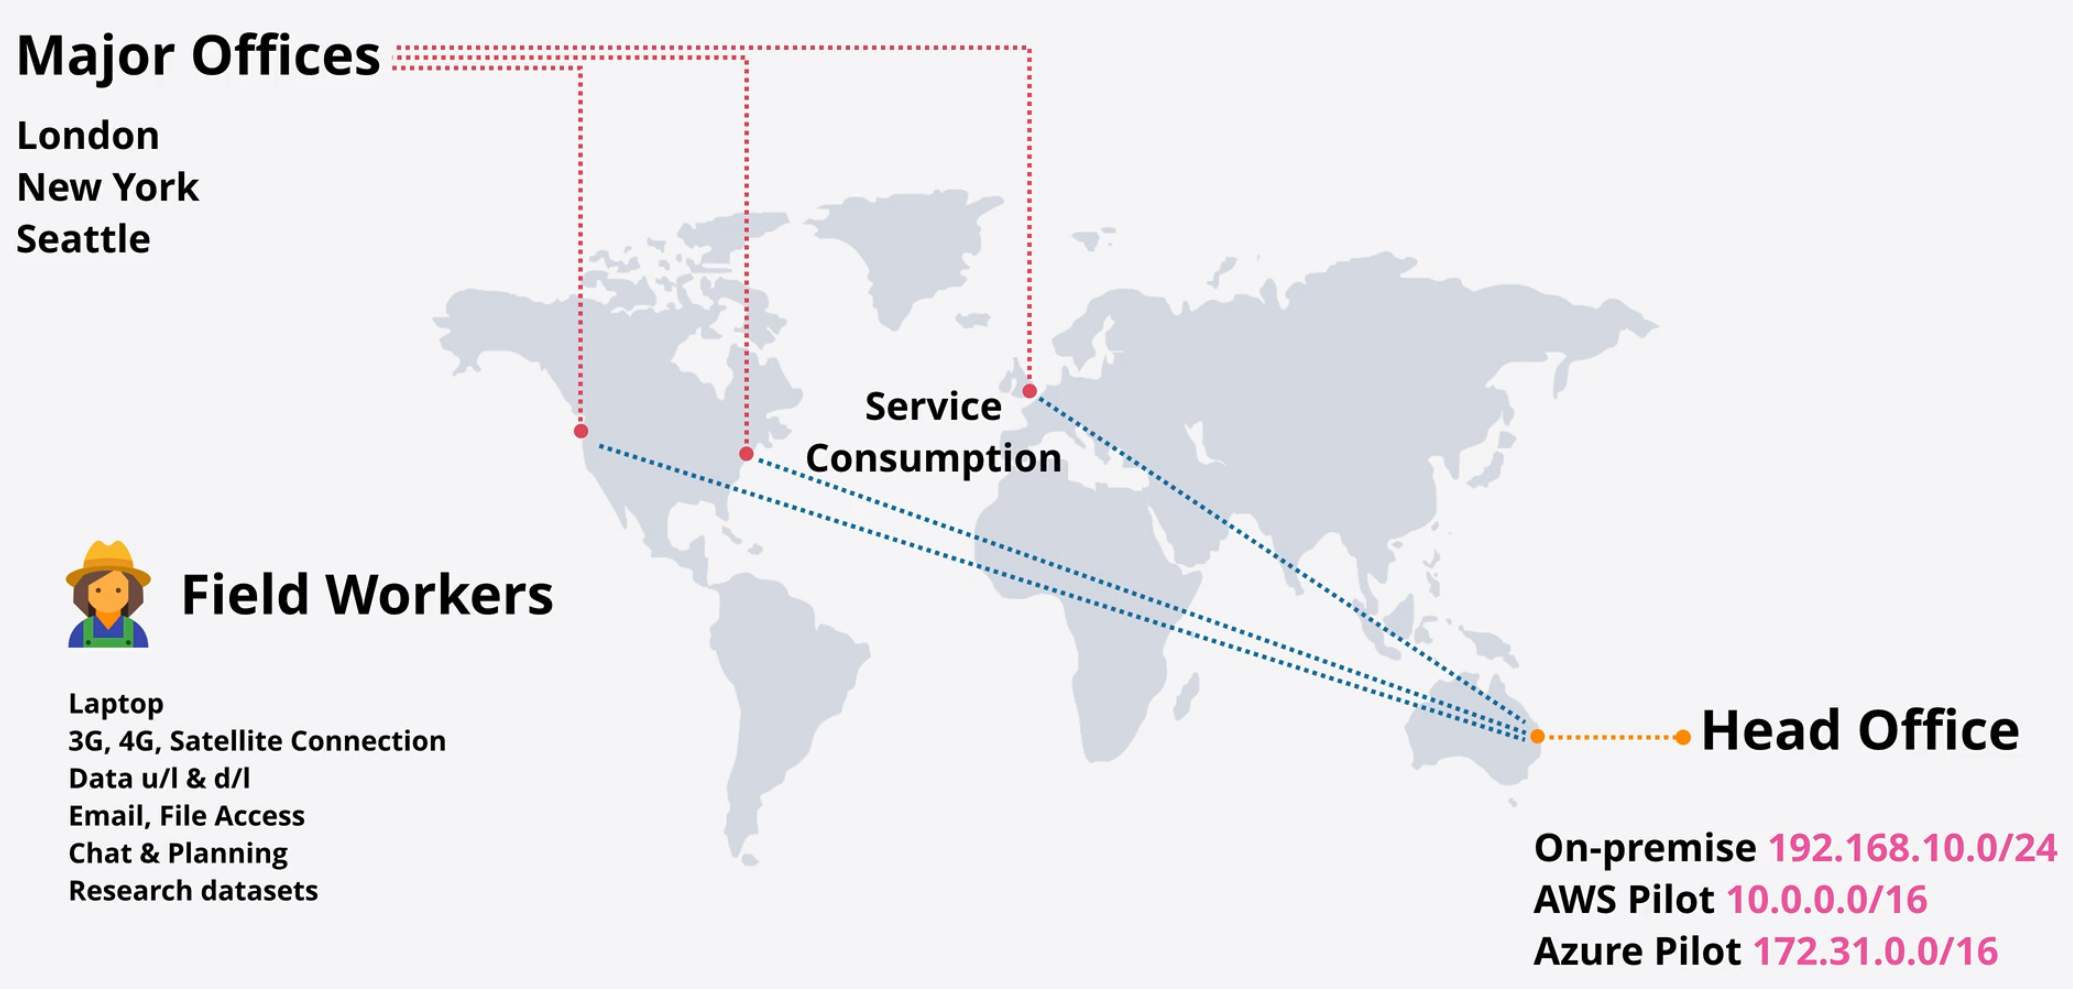 Major Offices
London
New York
Seattle
Service
Consumption
Field Workers
Laptop
3G, 4G, Satellite Connection
Data u/l & d/l
Email, File Access
Chat & Planning
Research datasets
Head Office
On-premise 192.168.10.0/24
AWS Pilot 10.0.0.0/16
Azure Pilot 172.31.0.0/16